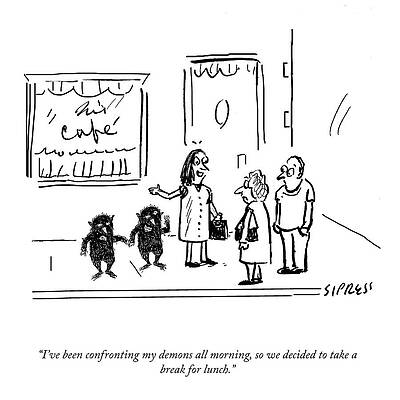 café
SIPRESS
“I’ve been confronting my demons all morning, so we decided to take a
break for lunch.”